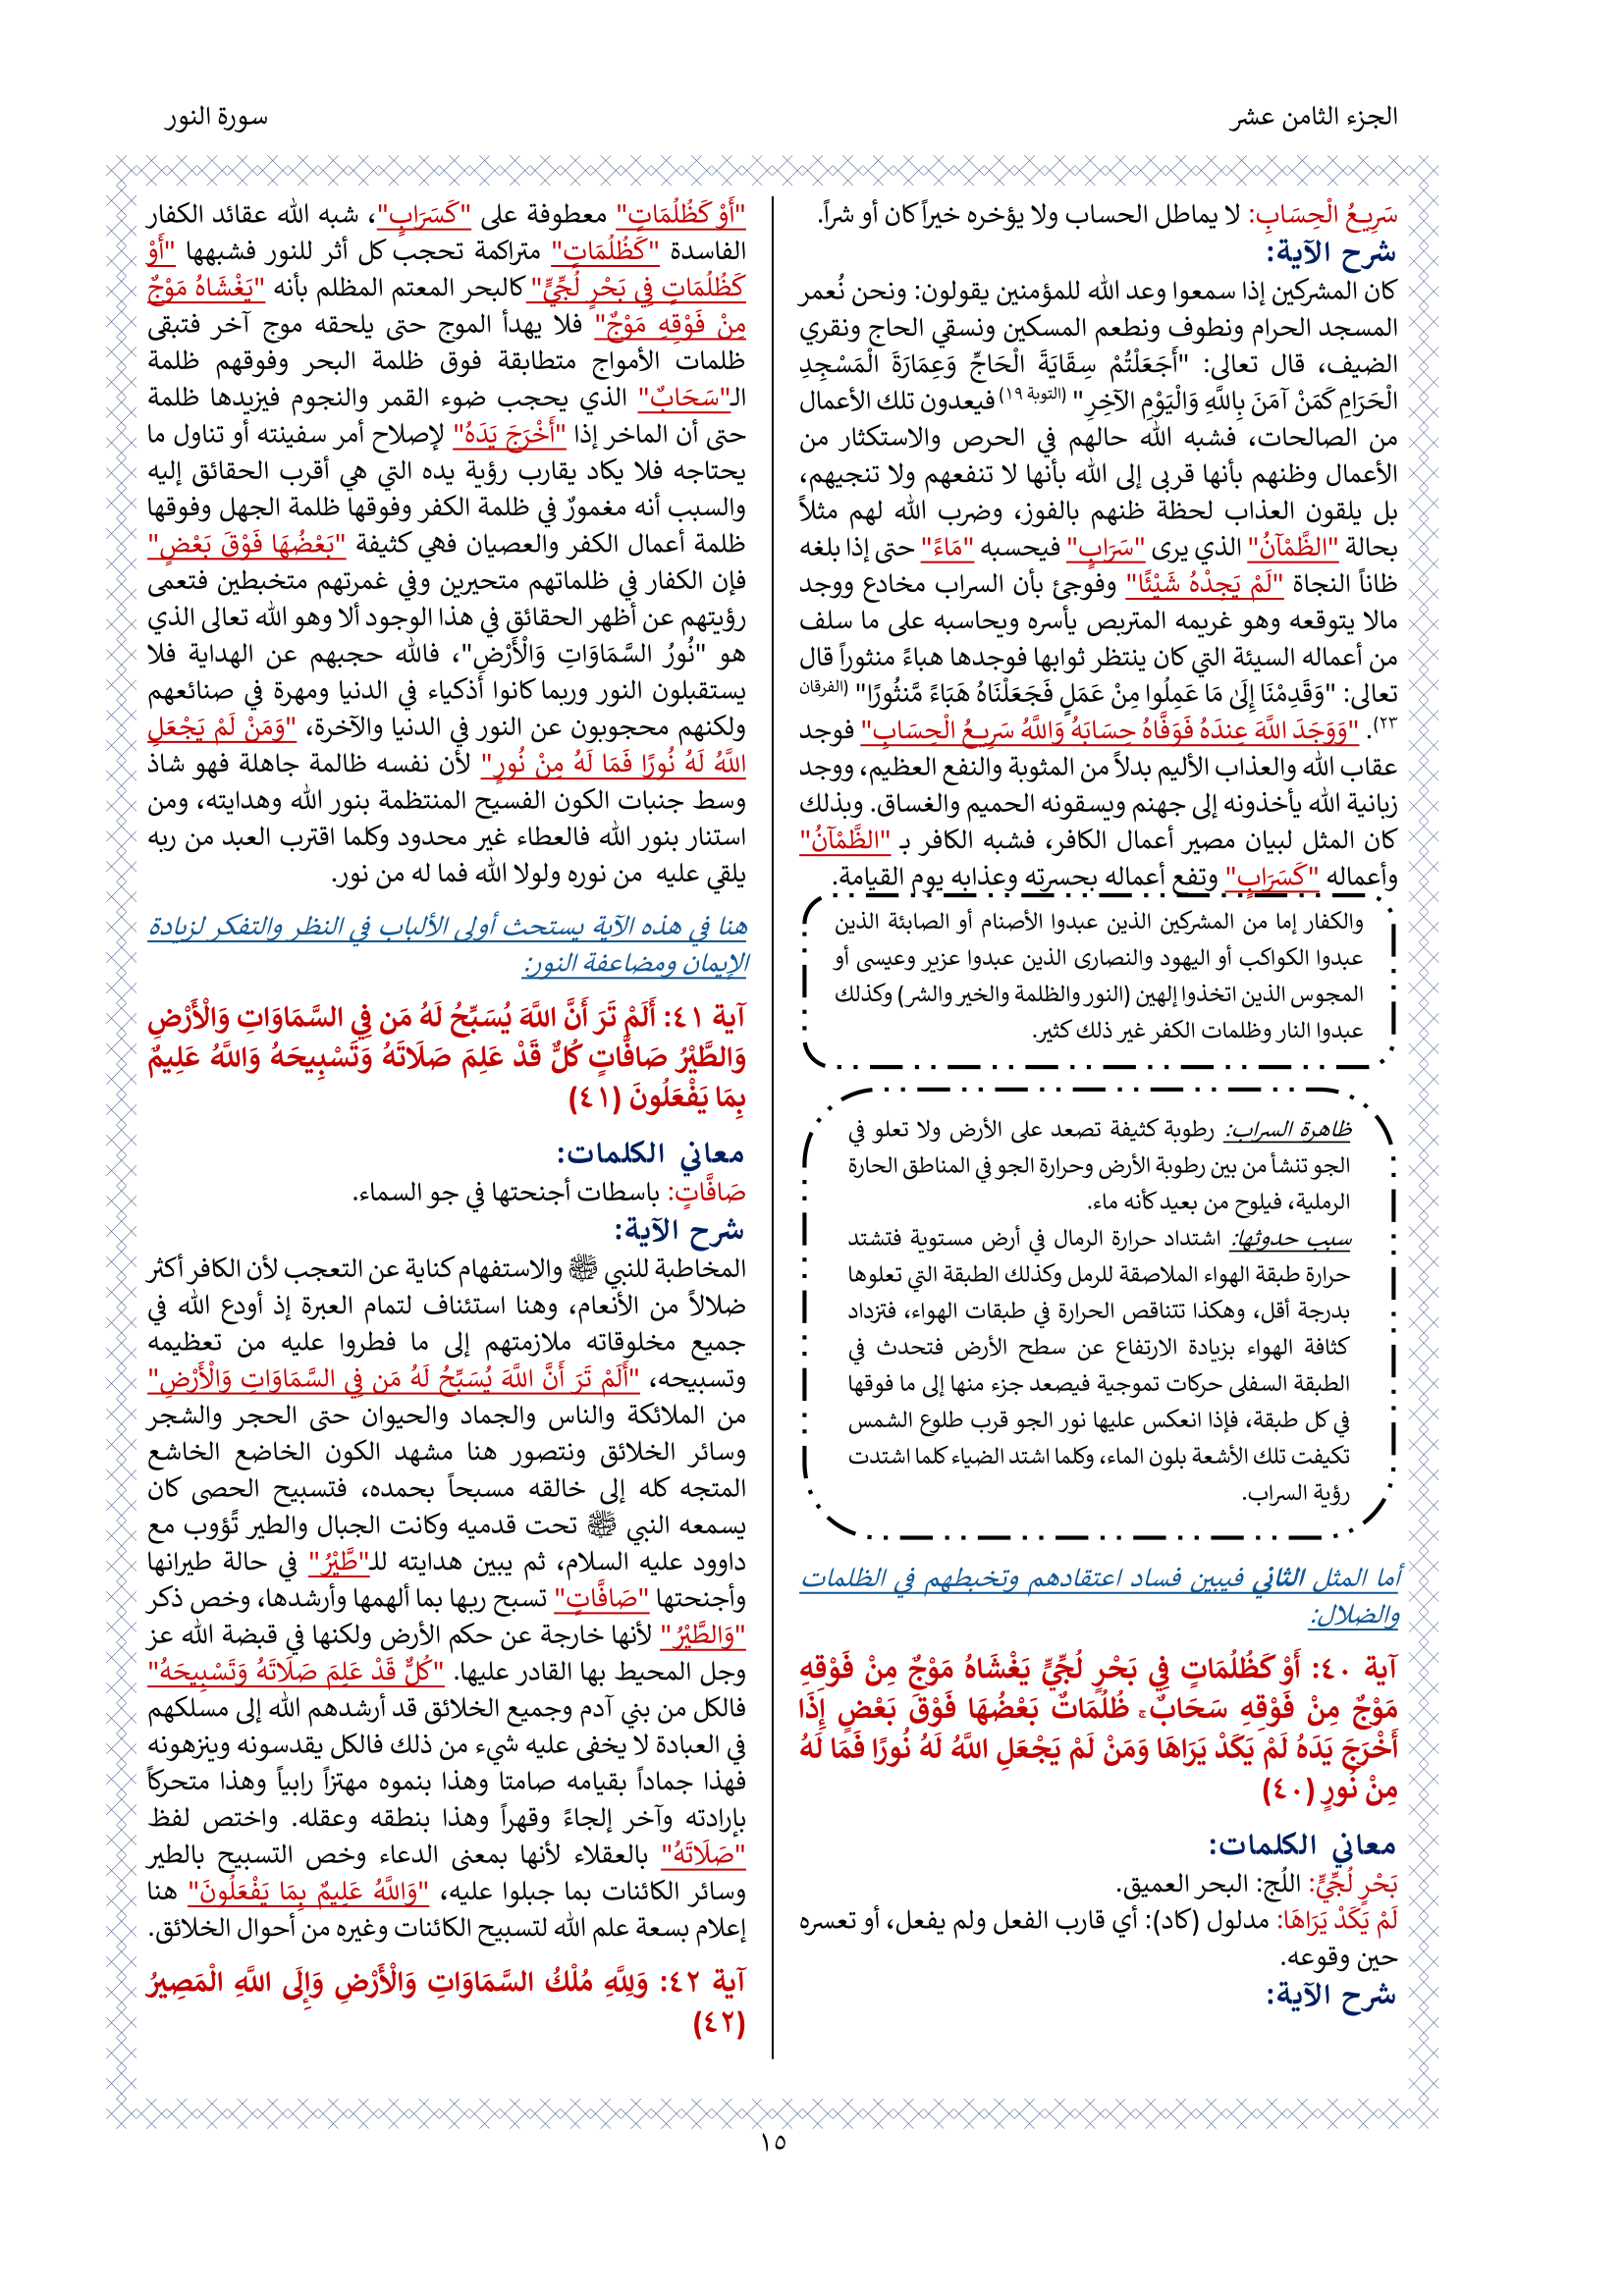 الجزء الثامن عشر
سورة النور
سَرِيعُ الْحِسَابِ: لا يماطل الحساب ولا يؤخره خيراً كان أو شراً.
شرح الآية:
كان المشركين إذا سمعوا وعد الله للمؤمنين يقولون: ونحن نُعمر
المسجد الحرام ونطوف ونطعم المسكين ونسقي الحاج ونقري
الضيف، قال تعالى: "أَجَعَلْتُمْ سِقَايَةَ الْحَاجِّ وَعِمَارَةَ الْمَسْجِدِ
الْحَرَامِ كَمَنْ آمَنَ بِاللَّهِ وَالْيَوْمِ الآخِرِ" (التوبة ١٩) فيعدون تلك الأعمال
من الصالحات، فشبه الله حالهم في الحرص والاستكثار من
الأعمال وظنهم بأنها قربى إلى الله بأنها لا تنفعهم ولا تنجيهم،
بل يلقون العذاب لحظة ظنهم بالفوز، وضرب الله لهم مثلاً
بحالة "الظَّمْآنُ" الذي يرى "سَرَابٍ" فيحسبه "مَاءً" حتى إذا بلغه
ظاناً النجاة "لَمْ يَجِدْهُ شَيْئًا" وفوجئ بأن السراب مخادع ووجد
مالا يتوقعه وهو غريمه المتربص يأسره ويحاسبه على ما سلف
من أعماله السيئة التي كان ينتظر ثوابها فوجدها هباءً منثوراً قال
تعالى: "وَقَدِمْنَا إِلَىٰ مَا عَمِلُوا مِنْ عَمَلٍ فَجَعَلْنَاهُ هَبَاءً مَّنثُورًا" (الفرقان
٢٣). "وَوَجَدَ اللَّهَ عِندَهُ فَوَفَّاهُ حِسَابَهُ وَاللَّهُ سَرِيعُ الْحِسَابِ" فوجد
عقاب الله والعذاب الأليم بدلاً من المثوبة والنفع العظيم، ووجد
زبانية الله يأخذونه إلى جهنم ويسقونه الحميم والغساق. وبذلك
كان المثل لبيان مصير أعمال الكافر، فشبه الكافر بـ "الظَّمْآنُ"
وأعماله "كَسَرَابٍ" وتفع أعماله بحسرته وعذابه يوم القيامة.
والكفار إما من المشركين الذين عبدوا الأصنام أو الصابئة الذين
عبدوا الكواكب أو اليهود والنصارى الذين عبدوا عزير وعيسى أو
المجوس الذين اتخذوا إلهين (النور والظلمة والخير والشر) وكذلك
عبدوا النار وظلمات الكفر غير ذلك كثير.
ظاهرة السراب: رطوبة كثيفة تصعد على الأرض ولا تعلو في
الجو تنشأ من بين رطوبة الأرض وحرارة الجو في المناطق الحارة
الرملية، فيلوح من بعيد كأنه ماء.
سبب حدوثها: اشتداد حرارة الرمال في أرض مستوية فتشتد
حرارة طبقة الهواء الملاصقة للرمل وكذلك الطبقة التي تعلوها
بدرجة أقل، وهكذا تتناقص الحرارة في طبقات الهواء، فتزداد
كثافة الهواء بزيادة الارتفاع عن سطح الأرض فتحدث في
الطبقة السفلى حركات تموجية فيصعد جزء منها إلى ما فوقها
في كل طبقة، فإذا انعكس عليها نور الجو قرب طلوع الشمس
تكيفت تلك الأشعة بلون الماء، وكلما اشتد الضياء كلما اشتدت
رؤية السراب.
أما المثل الثاني فيبين فساد اعتقادهم وتخبطهم في الظلمات
والضلال:
آية ٤٠: أَوْ كَظُلُمَاتٍ فِي بَحْرٍ لُجِّيٍّ يَغْشَاهُ مَوْجٌ مِنْ فَوْقِهِ
مَوْجٌ مِنْ فَوْقِهِ سَحَابٌ ۚ ظُلُمَاتٌ بَعْضُهَا فَوْقَ بَعْضٍ إِذَا
أَخْرَجَ يَدَهُ لَمْ يَكَدْ يَرَاهَا وَمَنْ لَمْ يَجْعَلِ اللَّهُ لَهُ نُورًا فَمَا لَهُ
مِنْ نُورٍ (٤٠)
معاني الكلمات:
بَحْرٍ لُجِّيٍّ: اللُج: البحر العميق.
لَمْ يَكَدْ يَرَاهَا: مدلول (كاد): أي قارب الفعل ولم يفعل، أو تعسره
حين وقوعه.
شرح الآية:
"أَوْ كَظُلُمَاتٍ" معطوفة على "كَسَرَابٍ"، شبه الله عقائد الكفار
الفاسدة "كَظُلُمَاتٍ" متراكمة تحجب كل أثر للنور فشبهها "أَوْ
كَظُلُمَاتٍ فِي بَحْرٍ لُجِّيٍّ" كالبحر المعتم المظلم بأنه "يَغْشَاهُ مَوْجٌ
مِنْ فَوْقِهِ مَوْجٌ" فلا يهدأ الموج حتى يلحقه موج آخر فتبقى
ظلمات الأمواج متطابقة فوق ظلمة البحر وفوقهم ظلمة
الـ"سَحَابٌ" الذي يحجب ضوء القمر والنجوم فيزيدها ظلمة
حتى أن الماخر إذا "أَخْرَجَ يَدَهُ" لإصلاح أمر سفينته أو تناول ما
يحتاجه فلا يكاد يقارب رؤية يده التي هي أقرب الحقائق إليه
والسبب أنه مغمورٌ في ظلمة الكفر وفوقها ظلمة الجهل وفوقها
ظلمة أعمال الكفر والعصيان فهي كثيفة "بَعْضُهَا فَوْقَ بَعْضٍ"
فإن الكفار في ظلماتهم متحيرين وفي غمرتهم متخبطين فتعمى
رؤيتهم عن أظهر الحقائق في هذا الوجود ألا وهو الله تعالى الذي
هو "نُورُ السَّمَاوَاتِ وَالْأَرْضِ"، فالله حجبهم عن الهداية فلا
يستقبلون النور وربما كانوا أذكياء في الدنيا ومهرة في صنائعهم
ولكنهم محجوبون عن النور في الدنيا والآخرة، "وَمَنْ لَمْ يَجْعَلِ
اللَّهُ لَهُ نُورًا فَمَا لَهُ مِنْ نُورٍ" لأن نفسه ظالمة جاهلة فهو شاذ
وسط جنبات الكون الفسيح المنتظمة بنور الله وهدايته، ومن
استنار بنور الله فالعطاء غير محدود وكلما اقترب العبد من ربه
يلقي عليه من نوره ولولا الله فما له من نور.
هنا في هذه الآية يستحث أولى الألباب في النظر والتفكر لزيادة
الإيمان ومضاعفة النور:
آية ٤١: أَلَمْ تَرَ أَنَّ اللَّهَ يُسَبِّحُ لَهُ مَن فِي السَّمَاوَاتِ وَالْأَرْضِ
وَالطَّيْرُ صَافَّاتٍ كُلٌّ قَدْ عَلِمَ صَلَاتَهُ وَتَسْبِيحَهُ وَاللَّهُ عَلِيمٌ
بِمَا يَفْعَلُونَ (٤١)
معاني الكلمات:
صَافَّاتٍ: باسطات أجنحتها في جو السماء.
شرح الآية:
المخاطبة للنبي ﷺ والاستفهام كناية عن التعجب لأن الكافر أكثر
ضلالاً من الأنعام، وهنا استئناف لتمام العبرة إذ أودع الله في
جميع مخلوقاته ملازمتهم إلى ما فطروا عليه من تعظيمه
وتسبيحه، "أَلَمْ تَرَ أَنَّ اللَّهَ يُسَبِّحُ لَهُ مَن فِي السَّمَاوَاتِ وَالْأَرْضِ"
من الملائكة والناس والجماد والحيوان حتى الحجر والشجر
وسائر الخلائق ونتصور هنا مشهد الكون الخاضع الخاشع
المتجه كله إلى خالقه مسبحاً بحمده، فتسبيح الحصى كان
يسمعه النبي ﷺ تحت قدميه وكانت الجبال والطير تًؤوب مع
داوود عليه السلام، ثم يبين هدايته للـ"طَّيْرُ" في حالة طيرانها
وأجنحتها "صَافَّاتٍ" تسبح ربها بما ألهمها وأرشدها، وخص ذكر
"وَالطَّيْرُ" لأنها خارجة عن حكم الأرض ولكنها في قبضة الله عز
وجل المحيط بها القادر عليها. "كُلٌّ قَدْ عَلِمَ صَلَاتَهُ وَتَسْبِيحَهُ"
فالكل من بني آدم وجميع الخلائق قد أرشدهم الله إلى مسلكهم
في العبادة لا يخفى عليه شيء من ذلك فالكل يقدسونه وينزهونه
فهذا جماداً بقيامه صامتا وهذا بنموه مهتزاً رابياً وهذا متحركاً
بإرادته وآخر إلجاءً وقهراً وهذا بنطقه وعقله. واختص لفظ
"صَلَاتَهُ" بالعقلاء لأنها بمعنى الدعاء وخص التسبيح بالطير
وسائر الكائنات بما جبلوا عليه، "وَاللَّهُ عَلِيمٌ بِمَا يَفْعَلُونَ" هنا
إعلام بسعة علم الله لتسبيح الكائنات وغيره من أحوال الخلائق.
آية ٤٢: وَلِلَّهِ مُلْكُ السَّمَاوَاتِ وَالْأَرْضِ وَإِلَى اللَّهِ الْمَصِيرُ
(٤٢)
١٥